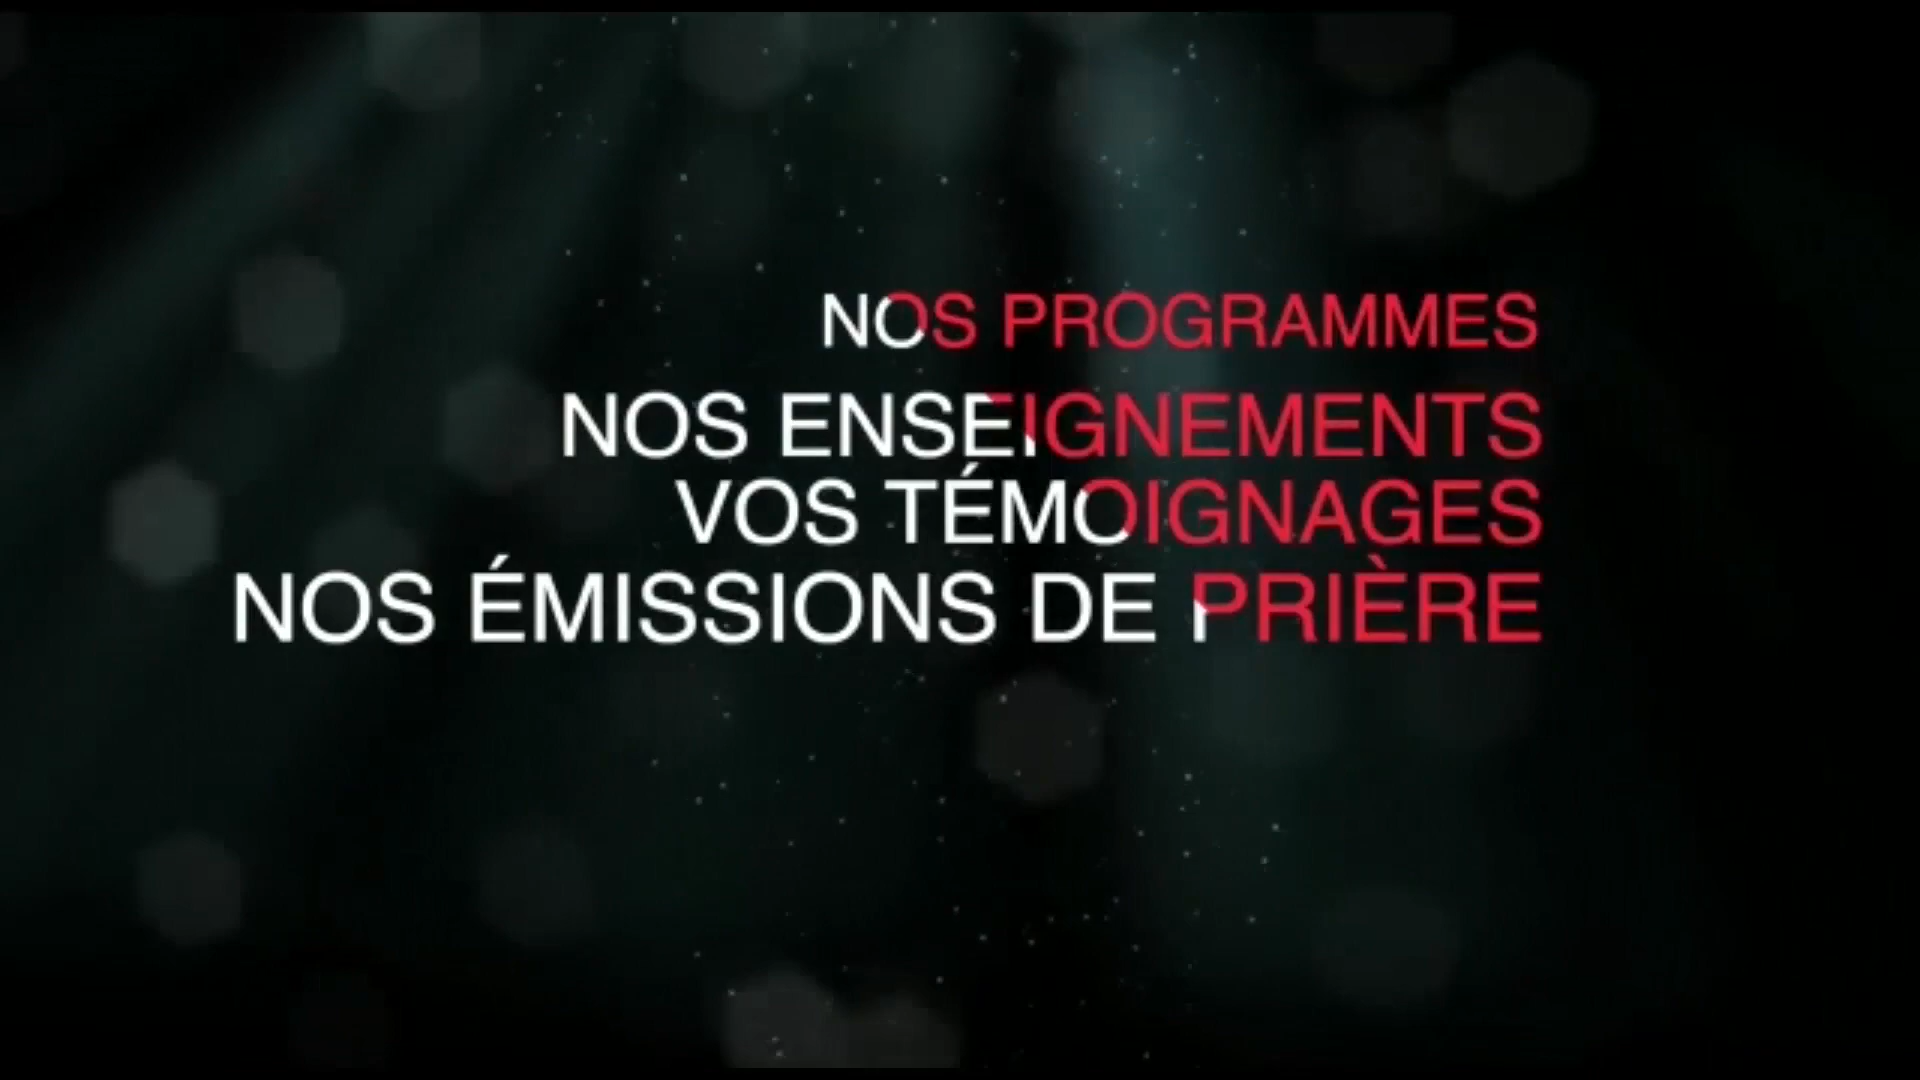 NOS PROGRAMMES
NOS ENSEIGNEMENTS
VOS TÉMOIGNAGES
NOS ÉMISSIONS DE PRIÈRE